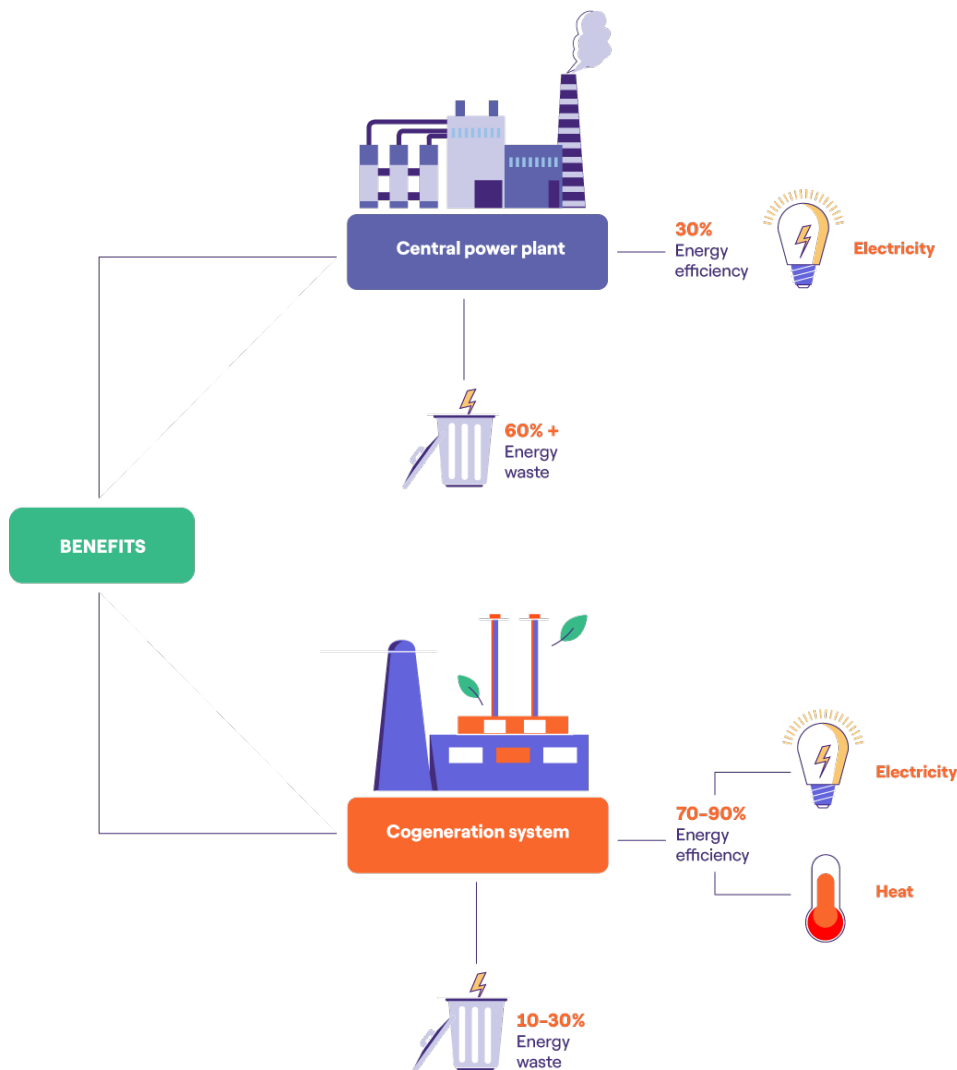 Central power plant
30%
Energy
efficiency
Electricity
60% +
Energy
waste
BENEFITS
Cogeneration system
70-90%
Energy
efficiency
Electricity
Heat
10-30%
Energy
waste